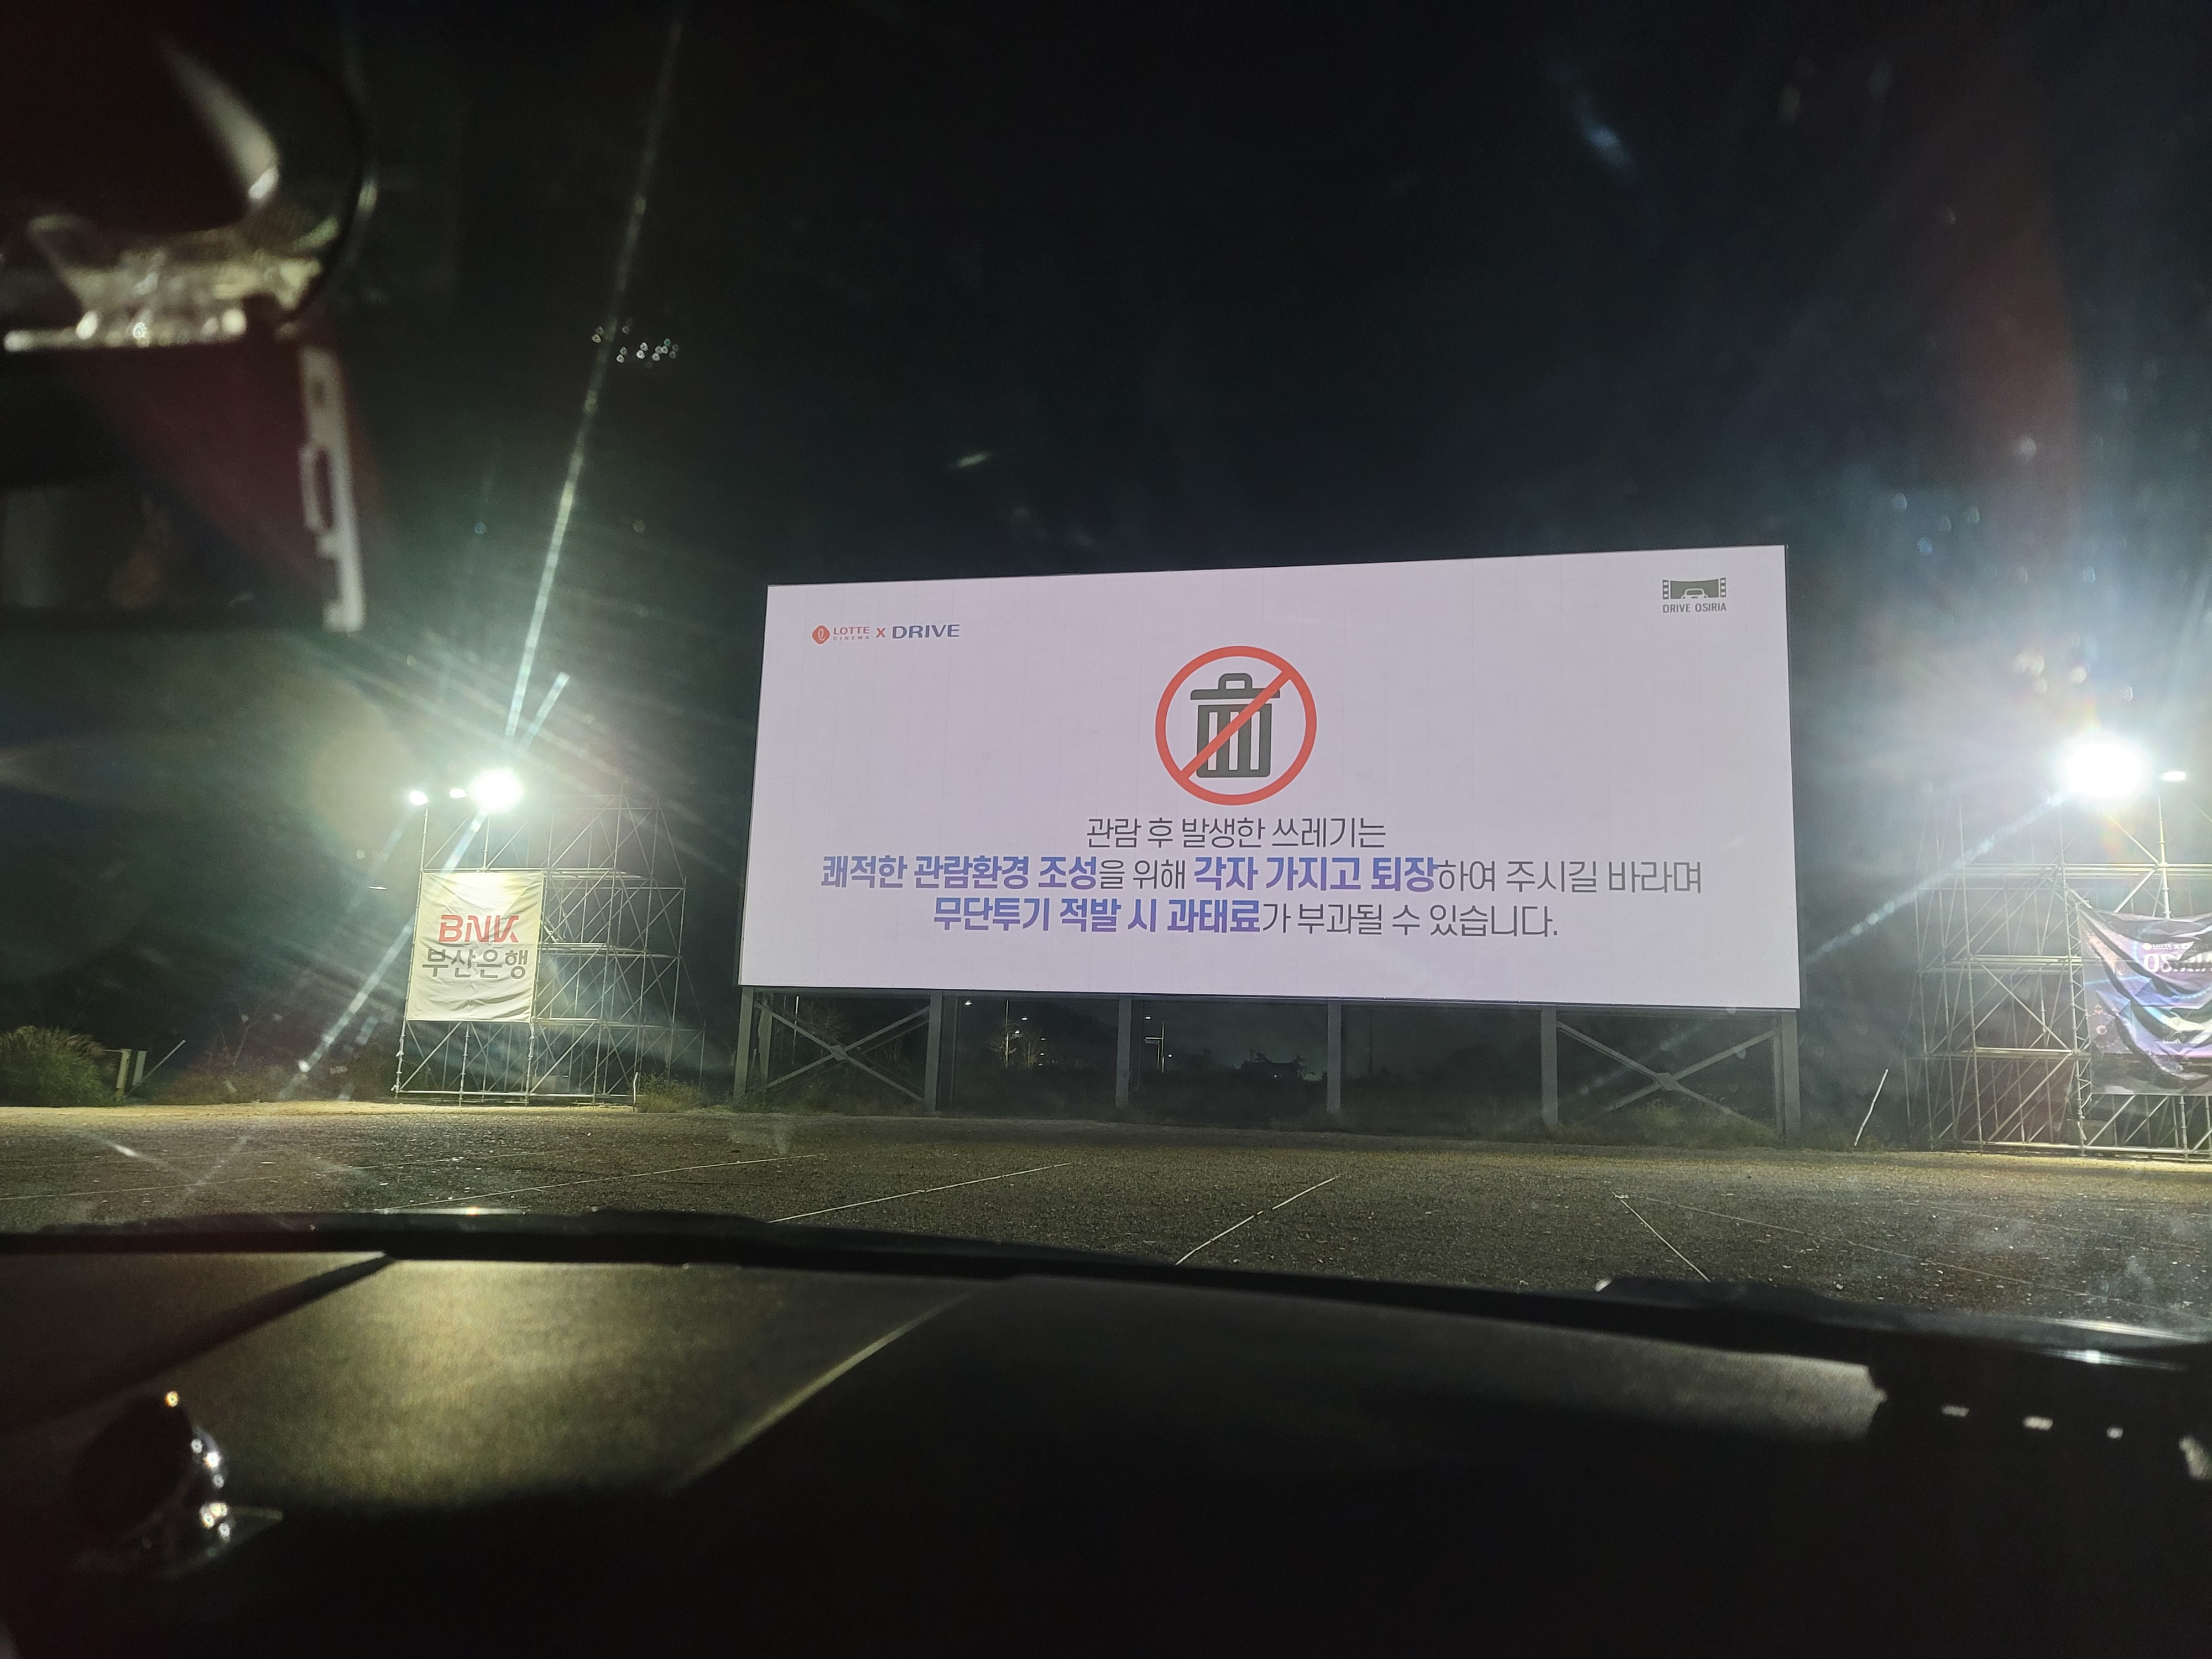 LOTTE CINEMA X DRIVE
DRIVE OSIRIA
관람 후 발생한 쓰레기는
쾌적한 관람환경 조성을 위해 각자 가지고 퇴장하여 주시길 바라며
무단투기 적발 시 과태료가 부과될 수 있습니다.
BNK
부산은행